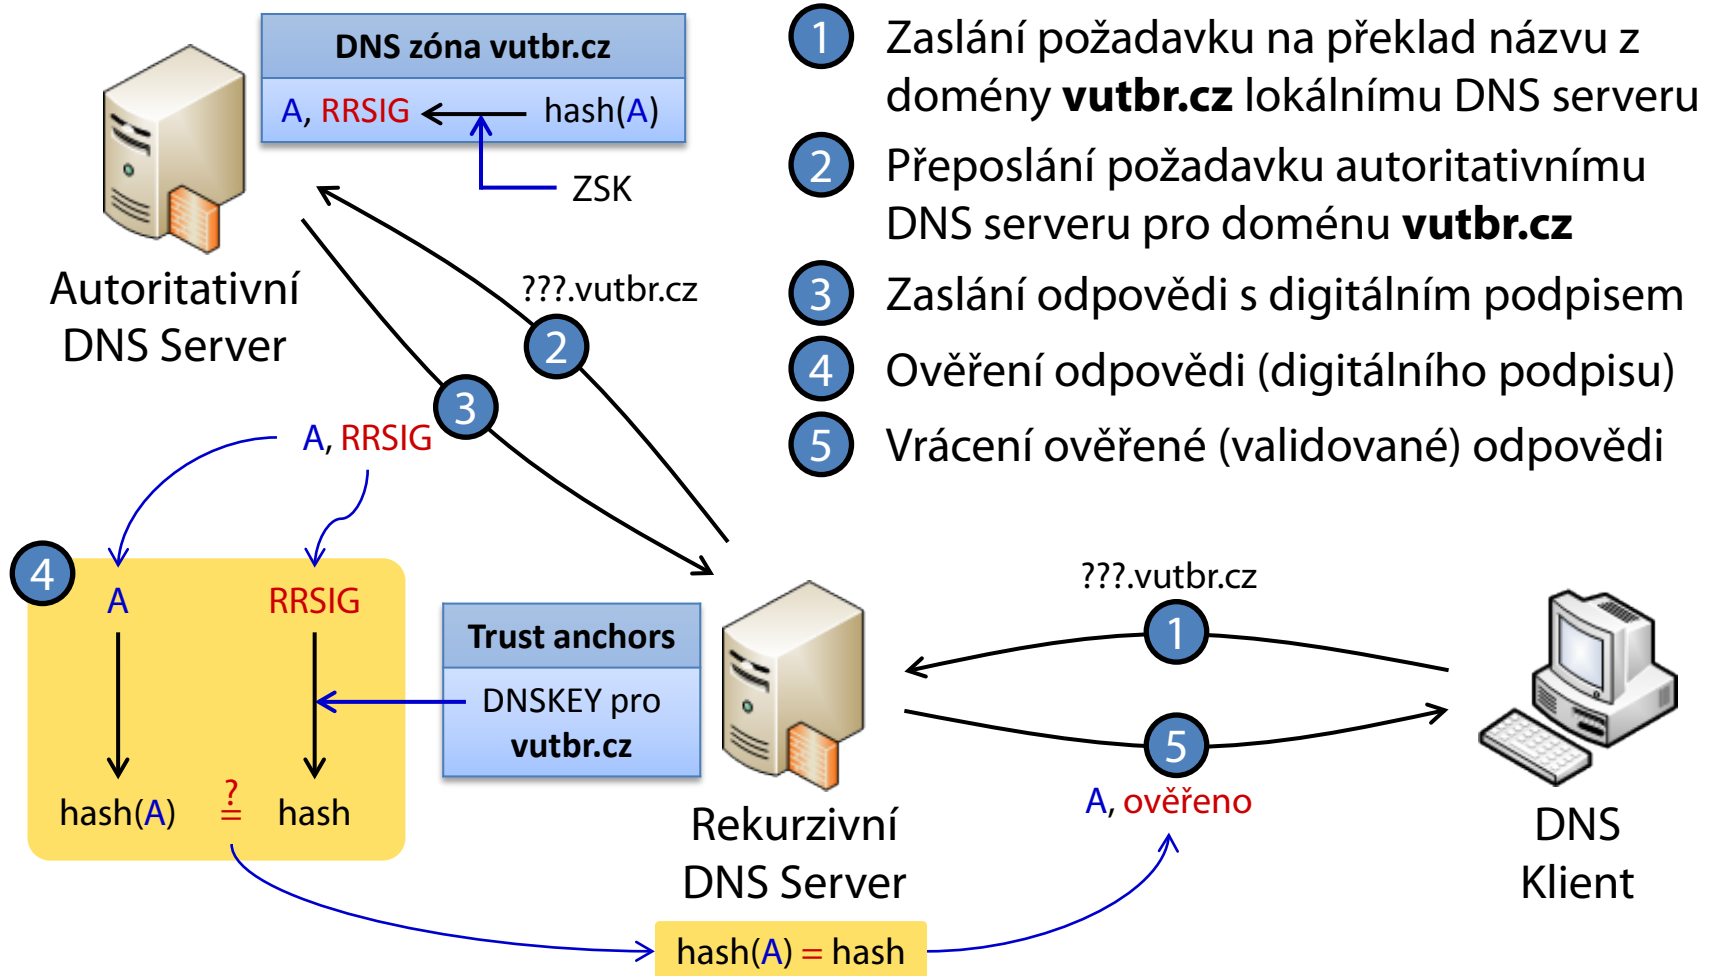 DNS zóna vutbr.cz
A, RRSIG hash(A)
ZSK
Autoritativní
DNS Server
1 Zaslání požadavku na překlad názvu z
domény vutbr.cz lokálnímu DNS serveru
2 Přeposlání požadavku autoritativnímu
DNS serveru pro doménu vutbr.cz
3 Zaslání odpovědi s digitálním podpisem
4 Ověření odpovědi (digitálního podpisu)
5 Vrácení ověřené (validované) odpovědi
???.vutbr.cz
2
3
A, RRSIG
4
A RRSIG
hash(A) ?= hash
Trust anchors
DNSKEY pro
vutbr.cz
Rekurzivní
DNS Server
???.vutbr.cz
1
5
A, ověřeno
DNS
Klient
hash(A) = hash